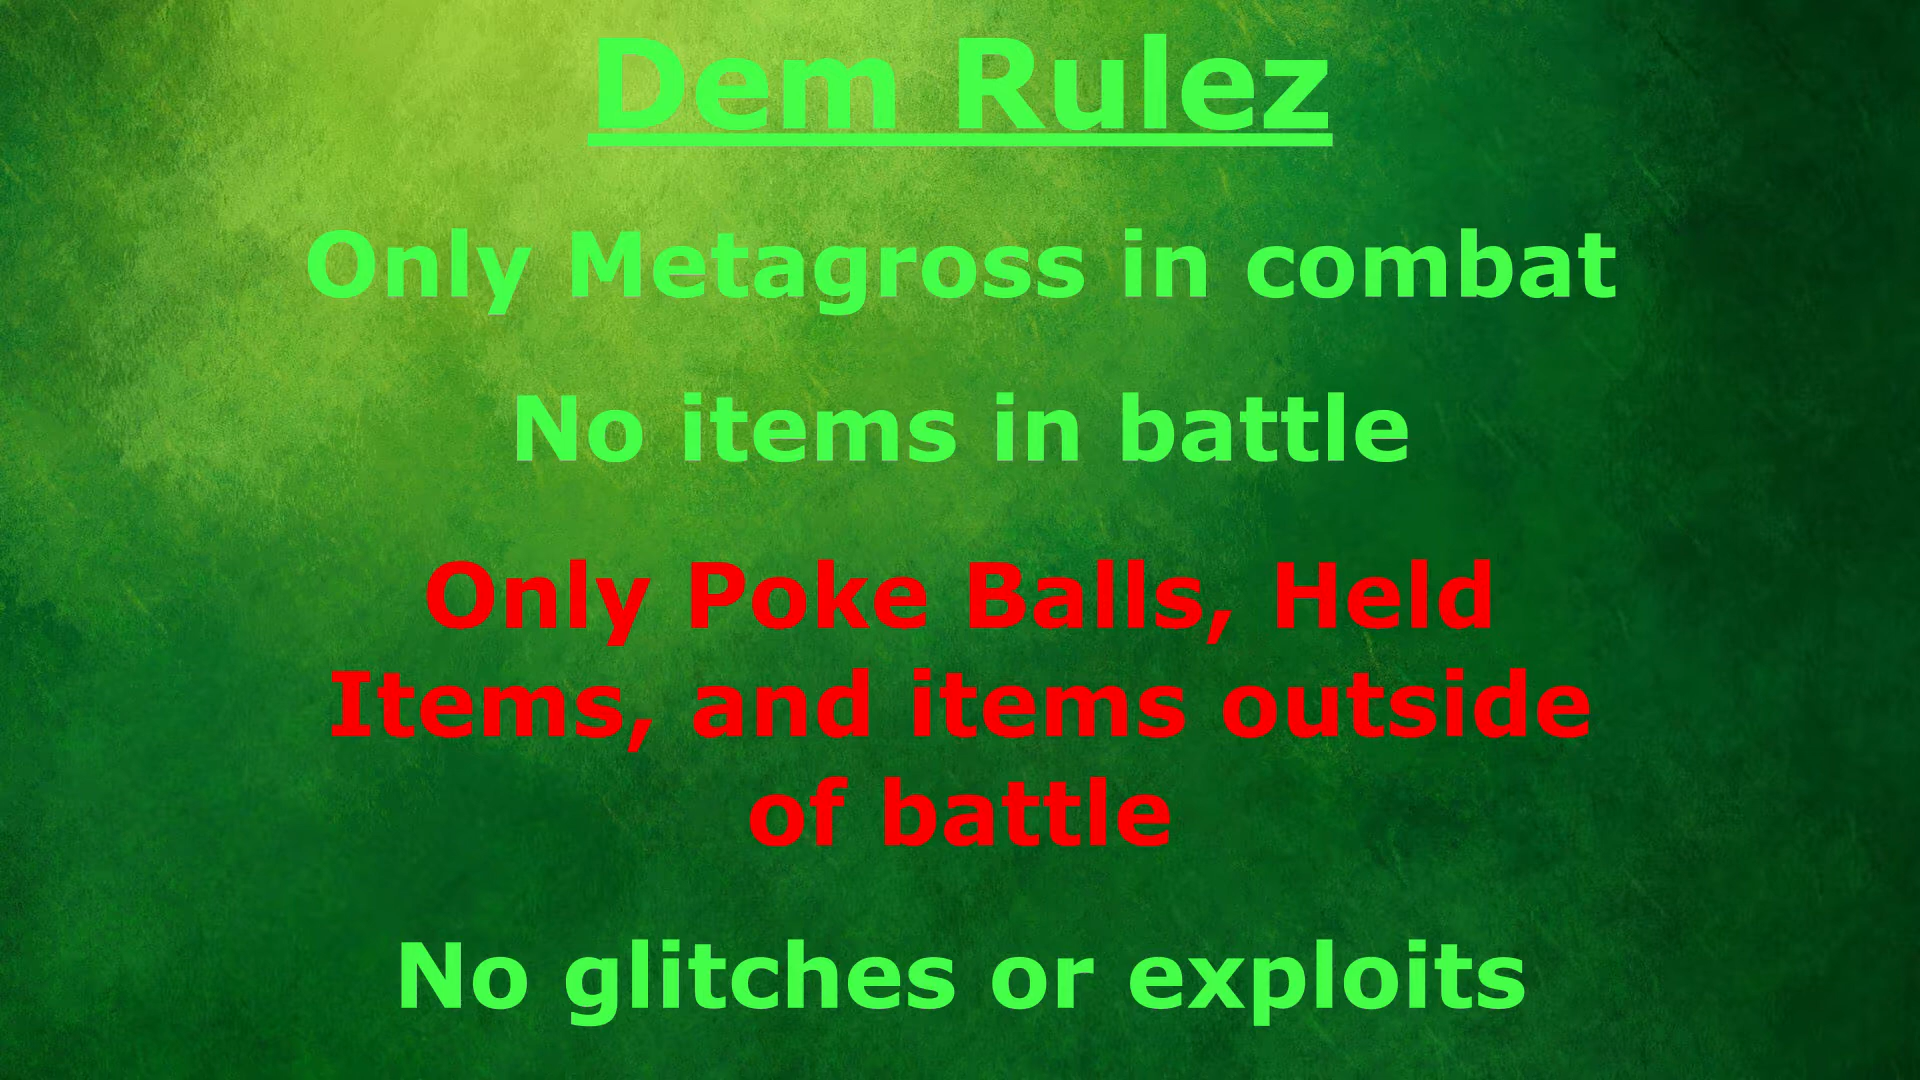 Dem Rulez
Only Metagross in combat
No items in battle
Only Poke Balls, Held
Items, and items outside
of battle
No glitches or exploits